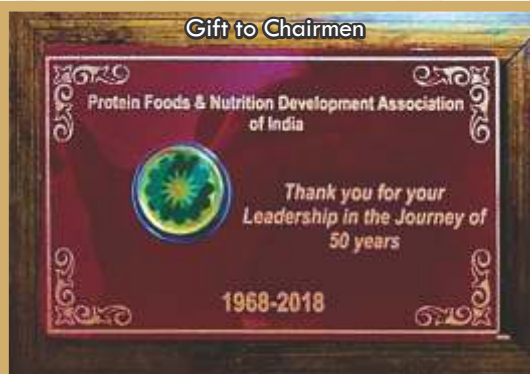 Gift to Chairmen
Protein Foods & Nutrition Development Association
of India
Thank you for your
Leadership in the Journey of
50 years
1968-2018